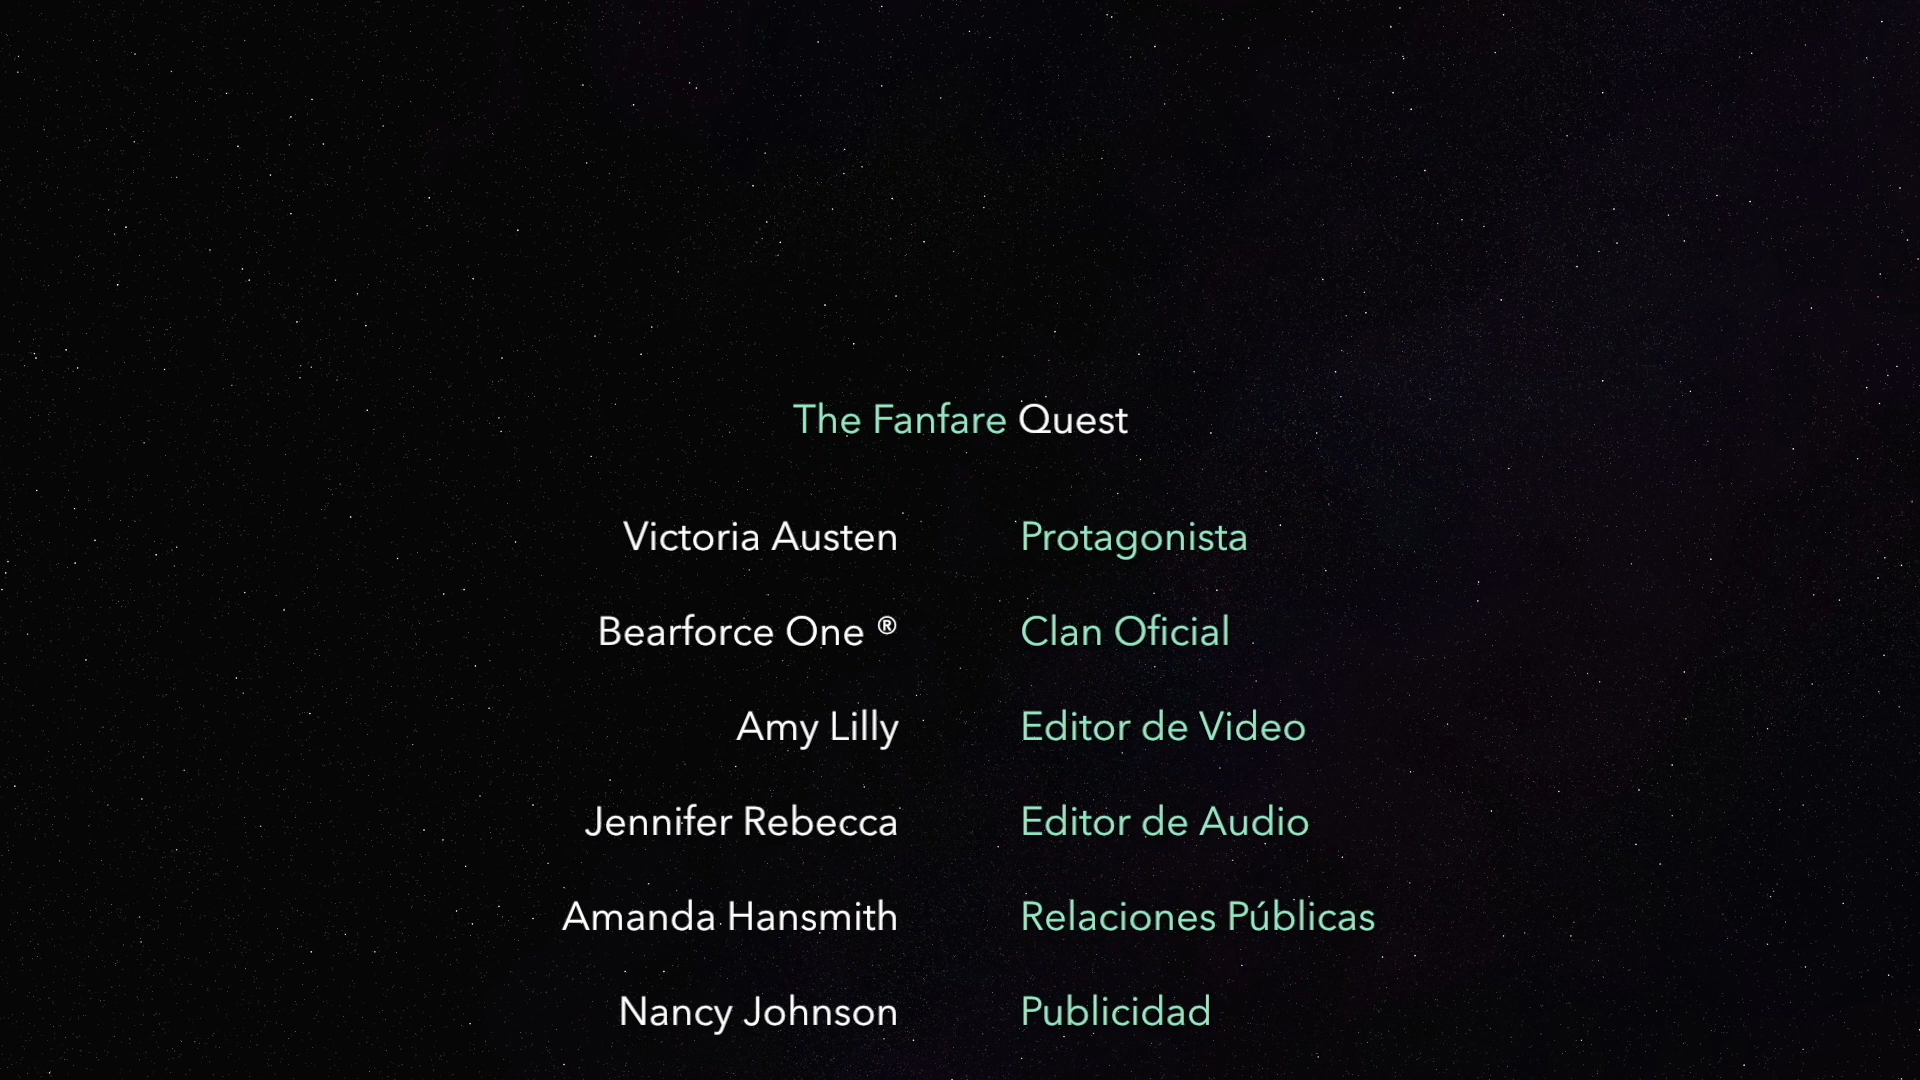 The Fanfare Quest
Victoria Austen Protagonista
Bearforce One ® Clan Oficial
Amy Lilly Editor de Video
Jennifer Rebecca Editor de Audio
Amanda Hansmith Relaciones Públicas
Nancy Johnson Publicidad